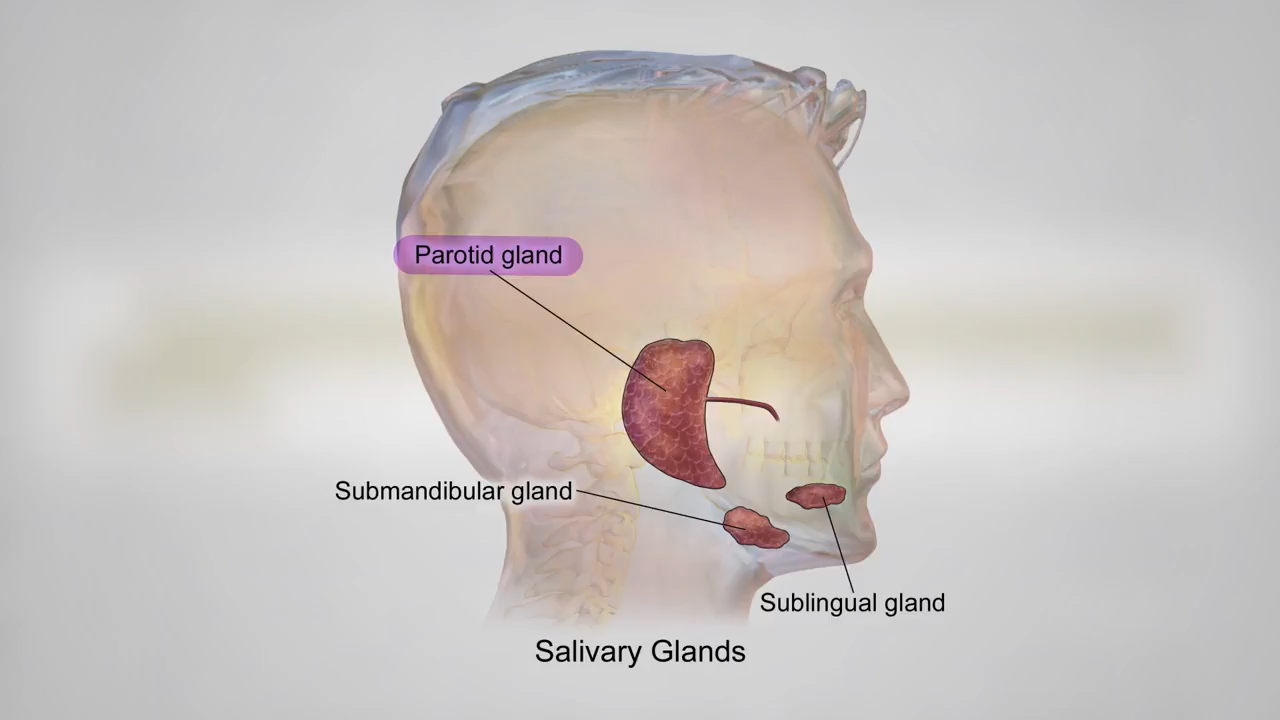 Parotid gland
Submandibular gland
Sublingual gland
Salivary Glands